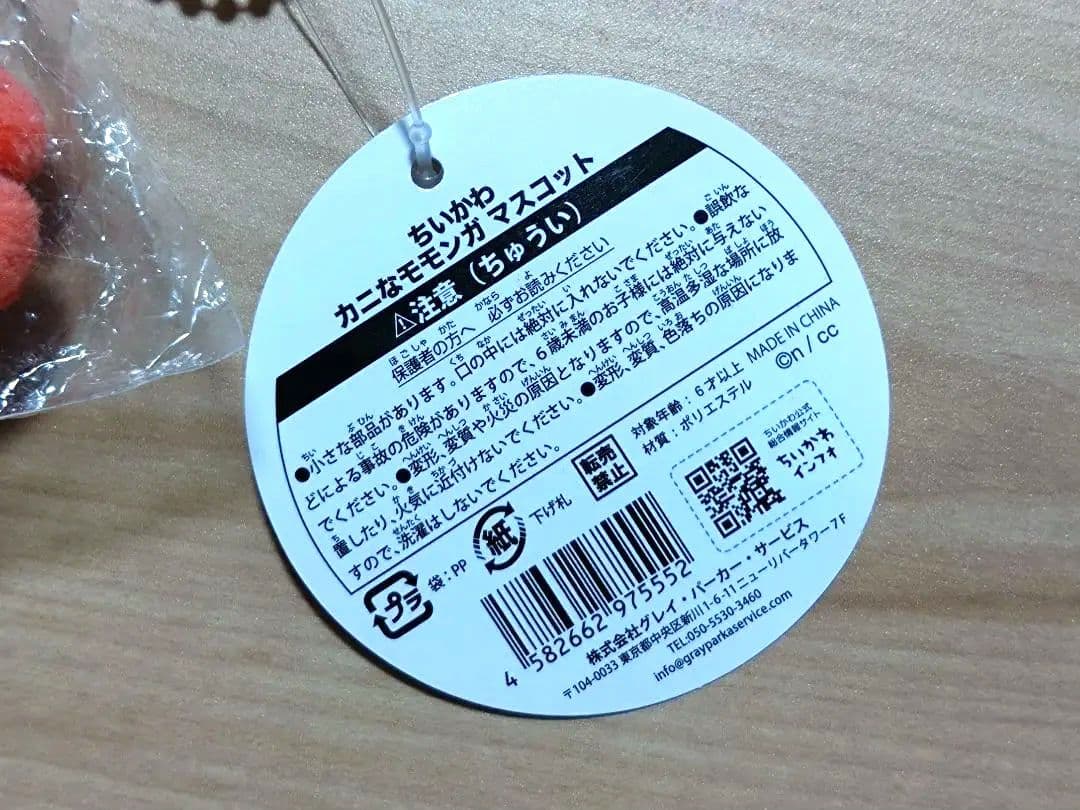 ちいかわ
カニなモモンガ マスコット
⚠注意(ちゅうい)
保護者の方へ 必ずお読みください
●小さな部品があります。口の中には絶対に入れないでください。●誤飲な
どによる事故の危険がありますので、6歳未満のお子様には絶対に与えない
でください。●変形、変質や火災の原因となりますので、高温多湿な場所に放
置したり、火気に近付けないでください。●変形、変質、色落ちの原因になりま
すので、洗濯はしないでください。
対象年齢:6才以上 MADE IN CHINA
材質:ポリエステル ©n / cc
転売
禁止
ちいかわ公式
総合情報サイト
ちいかわ
インフォ
プラ
袋:PP
紙
下げ札
4 582662 975552
株式会社グレイ・パーカー・サービス
〒104-0033 東京都中央区新川1-6-11 ニューリバータワー7F
TEL:050-5530-3460
info@grayparkaservice.com